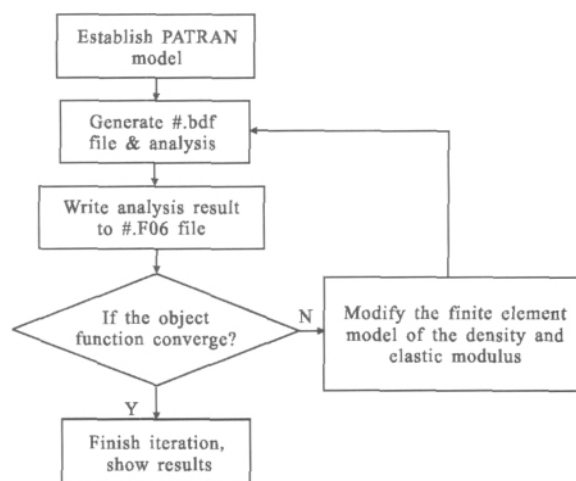 Establish PATRAN
model
Generate #.bdf
file & analysis
Write analysis result
to #.F06 file
If the object
function converge?
N
Modify the finite element
model of the density and
elastic modulus
Y
Finish iteration,
show results